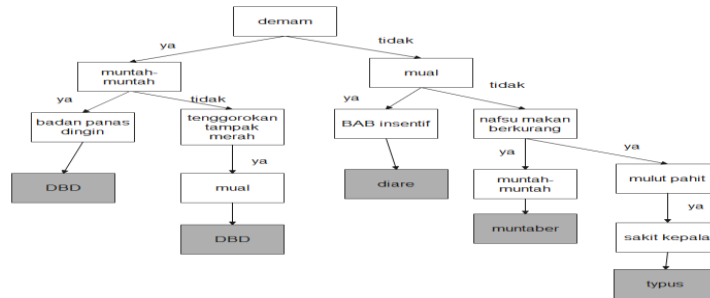 demam
ya
tidak
muntah-
muntah
mual
ya
tidak
ya
tidak
badan panas
dingin
tenggorokan
tampak
merah
BAB insentif
nafsu makan
berkurang
ya
ya
ya
DBD
mual
diare
muntah-
muntah
mulut pahit
ya
DBD
muntaber
sakit kepala
typus